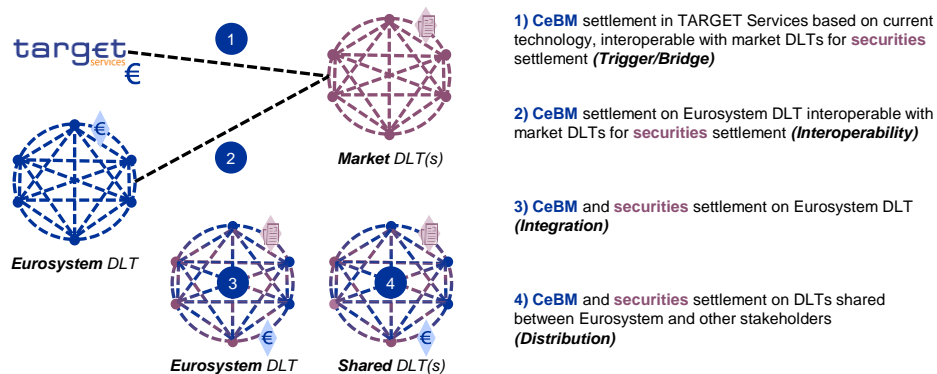 target
services
€
1
Market DLT(s)
€
2
Eurosystem DLT
3
€
Eurosystem DLT
4
€
Shared DLT(s)
1) CeBM settlement in TARGET Services based on current
technology, interoperable with market DLTs for securities
settlement (Trigger/Bridge)
2) CeBM settlement on Eurosystem DLT interoperable with
market DLTs for securities settlement (Interoperability)
3) CeBM and securities settlement on Eurosystem DLT
(Integration)
4) CeBM and securities settlement on DLTs shared
between Eurosystem and other stakeholders
(Distribution)